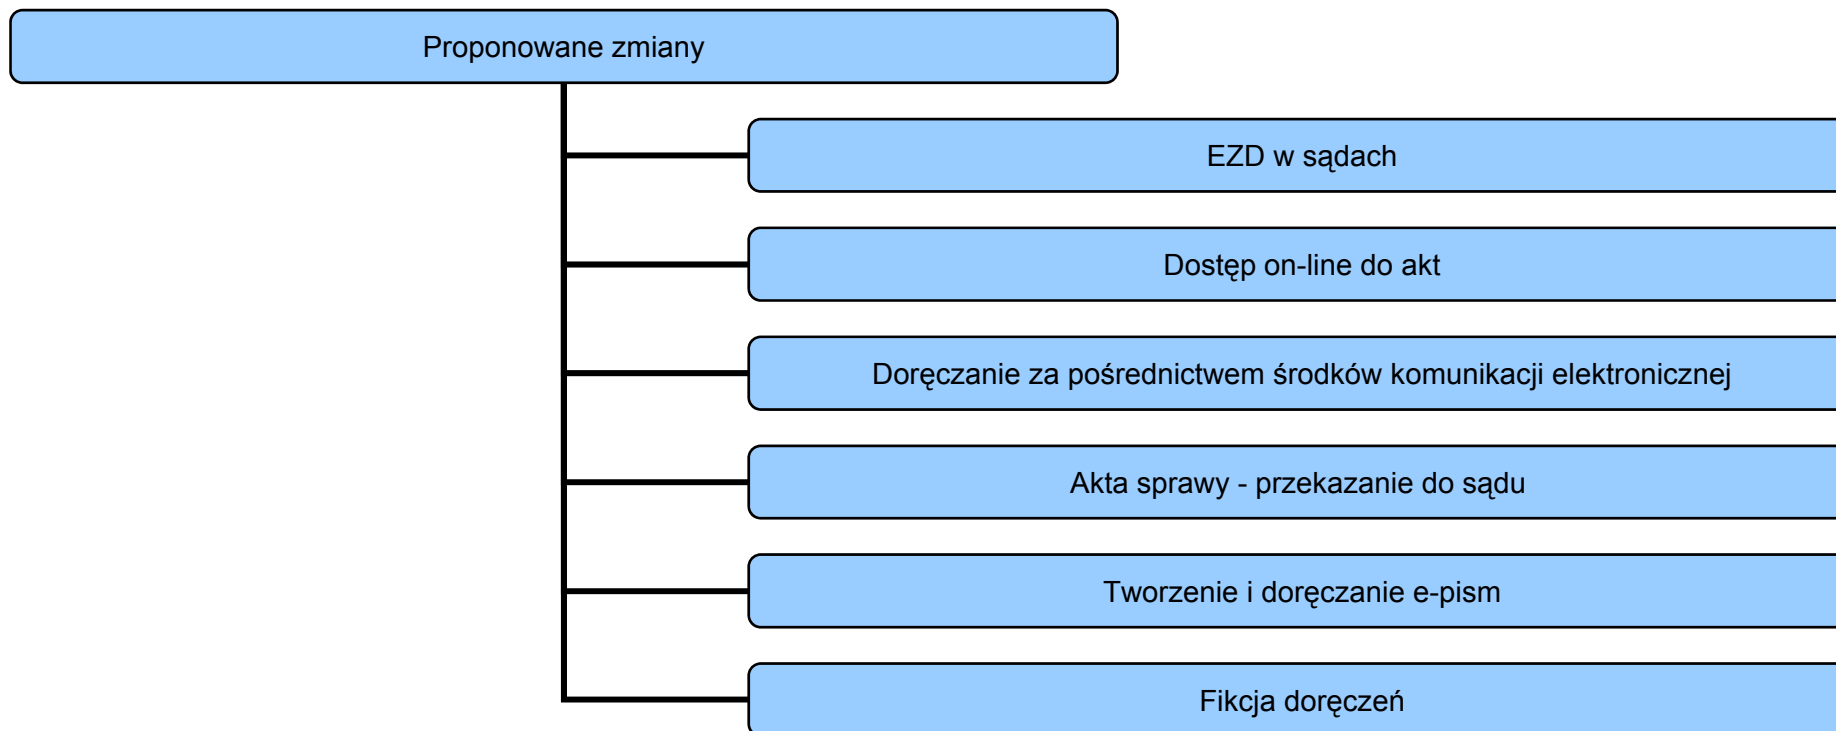 Proponowane zmiany
EZD w sądach
Dostęp on-line do akt
Doręczanie za pośrednictwem środków komunikacji elektronicznej
Akta sprawy - przekazanie do sądu
Tworzenie i doręczanie e-pism
Fikcja doręczeń